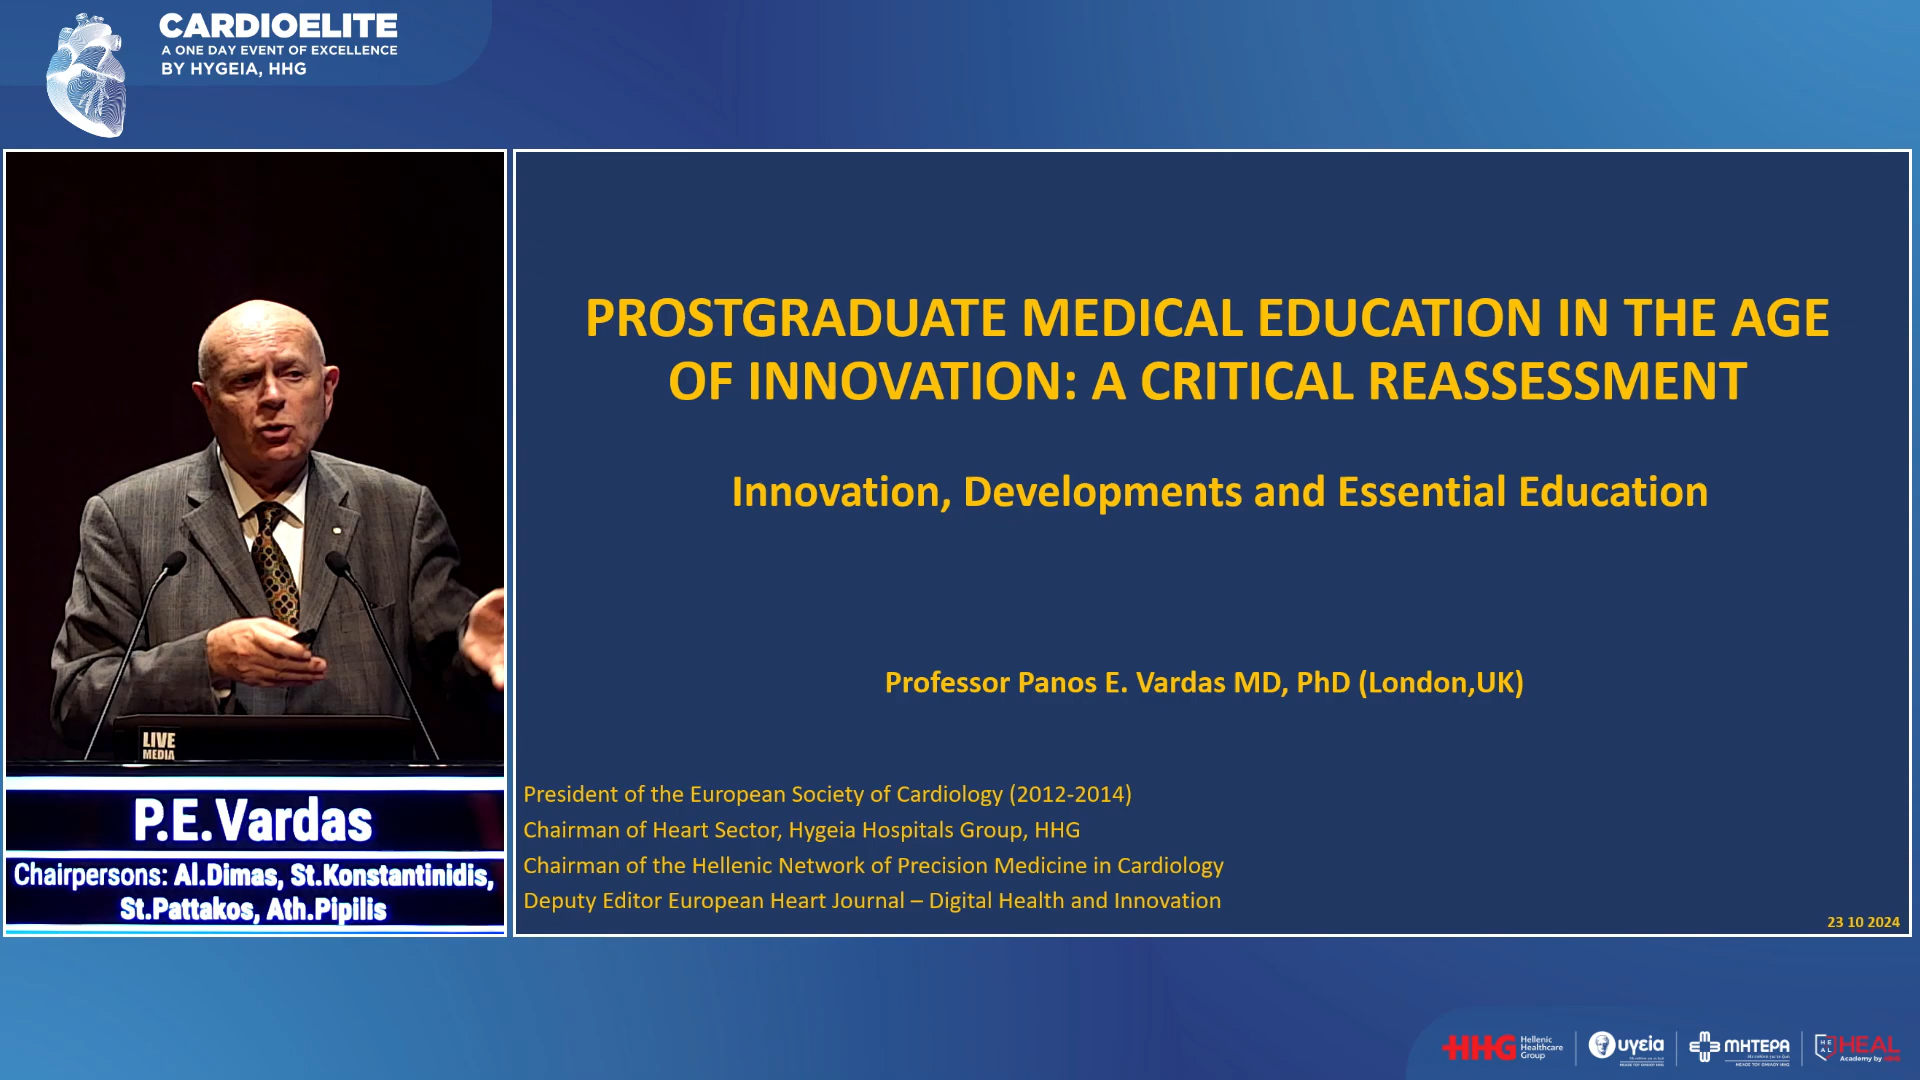 CARDIOELITE
A ONE DAY EVENT OF EXCELLENCE
BY HYGEIA, HHG
PROSTGRADUATE MEDICAL EDUCATION IN THE AGE
OF INNOVATION: A CRITICAL REASSESSMENT
Innovation, Developments and Essential Education
Professor Panos E. Vardas MD, PhD (London,UK)
President of the European Society of Cardiology (2012-2014)
Chairman of Heart Sector, Hygeia Hospitals Group, HHG
Chairman of the Hellenic Network of Precision Medicine in Cardiology
Deputy Editor European Heart Journal – Digital Health and Innovation
23 10 2024
LIVE
MEDIA
P.E.Vardas
Chairpersons: Al.Dimas, St.Konstantinidis,
St.Pattakos, Ath.Pipilis
HHG
Hellenic
Healthcare
Group
υγεία
ΜΗΤΕΡΑ
HEAL
HEAL
Academy by